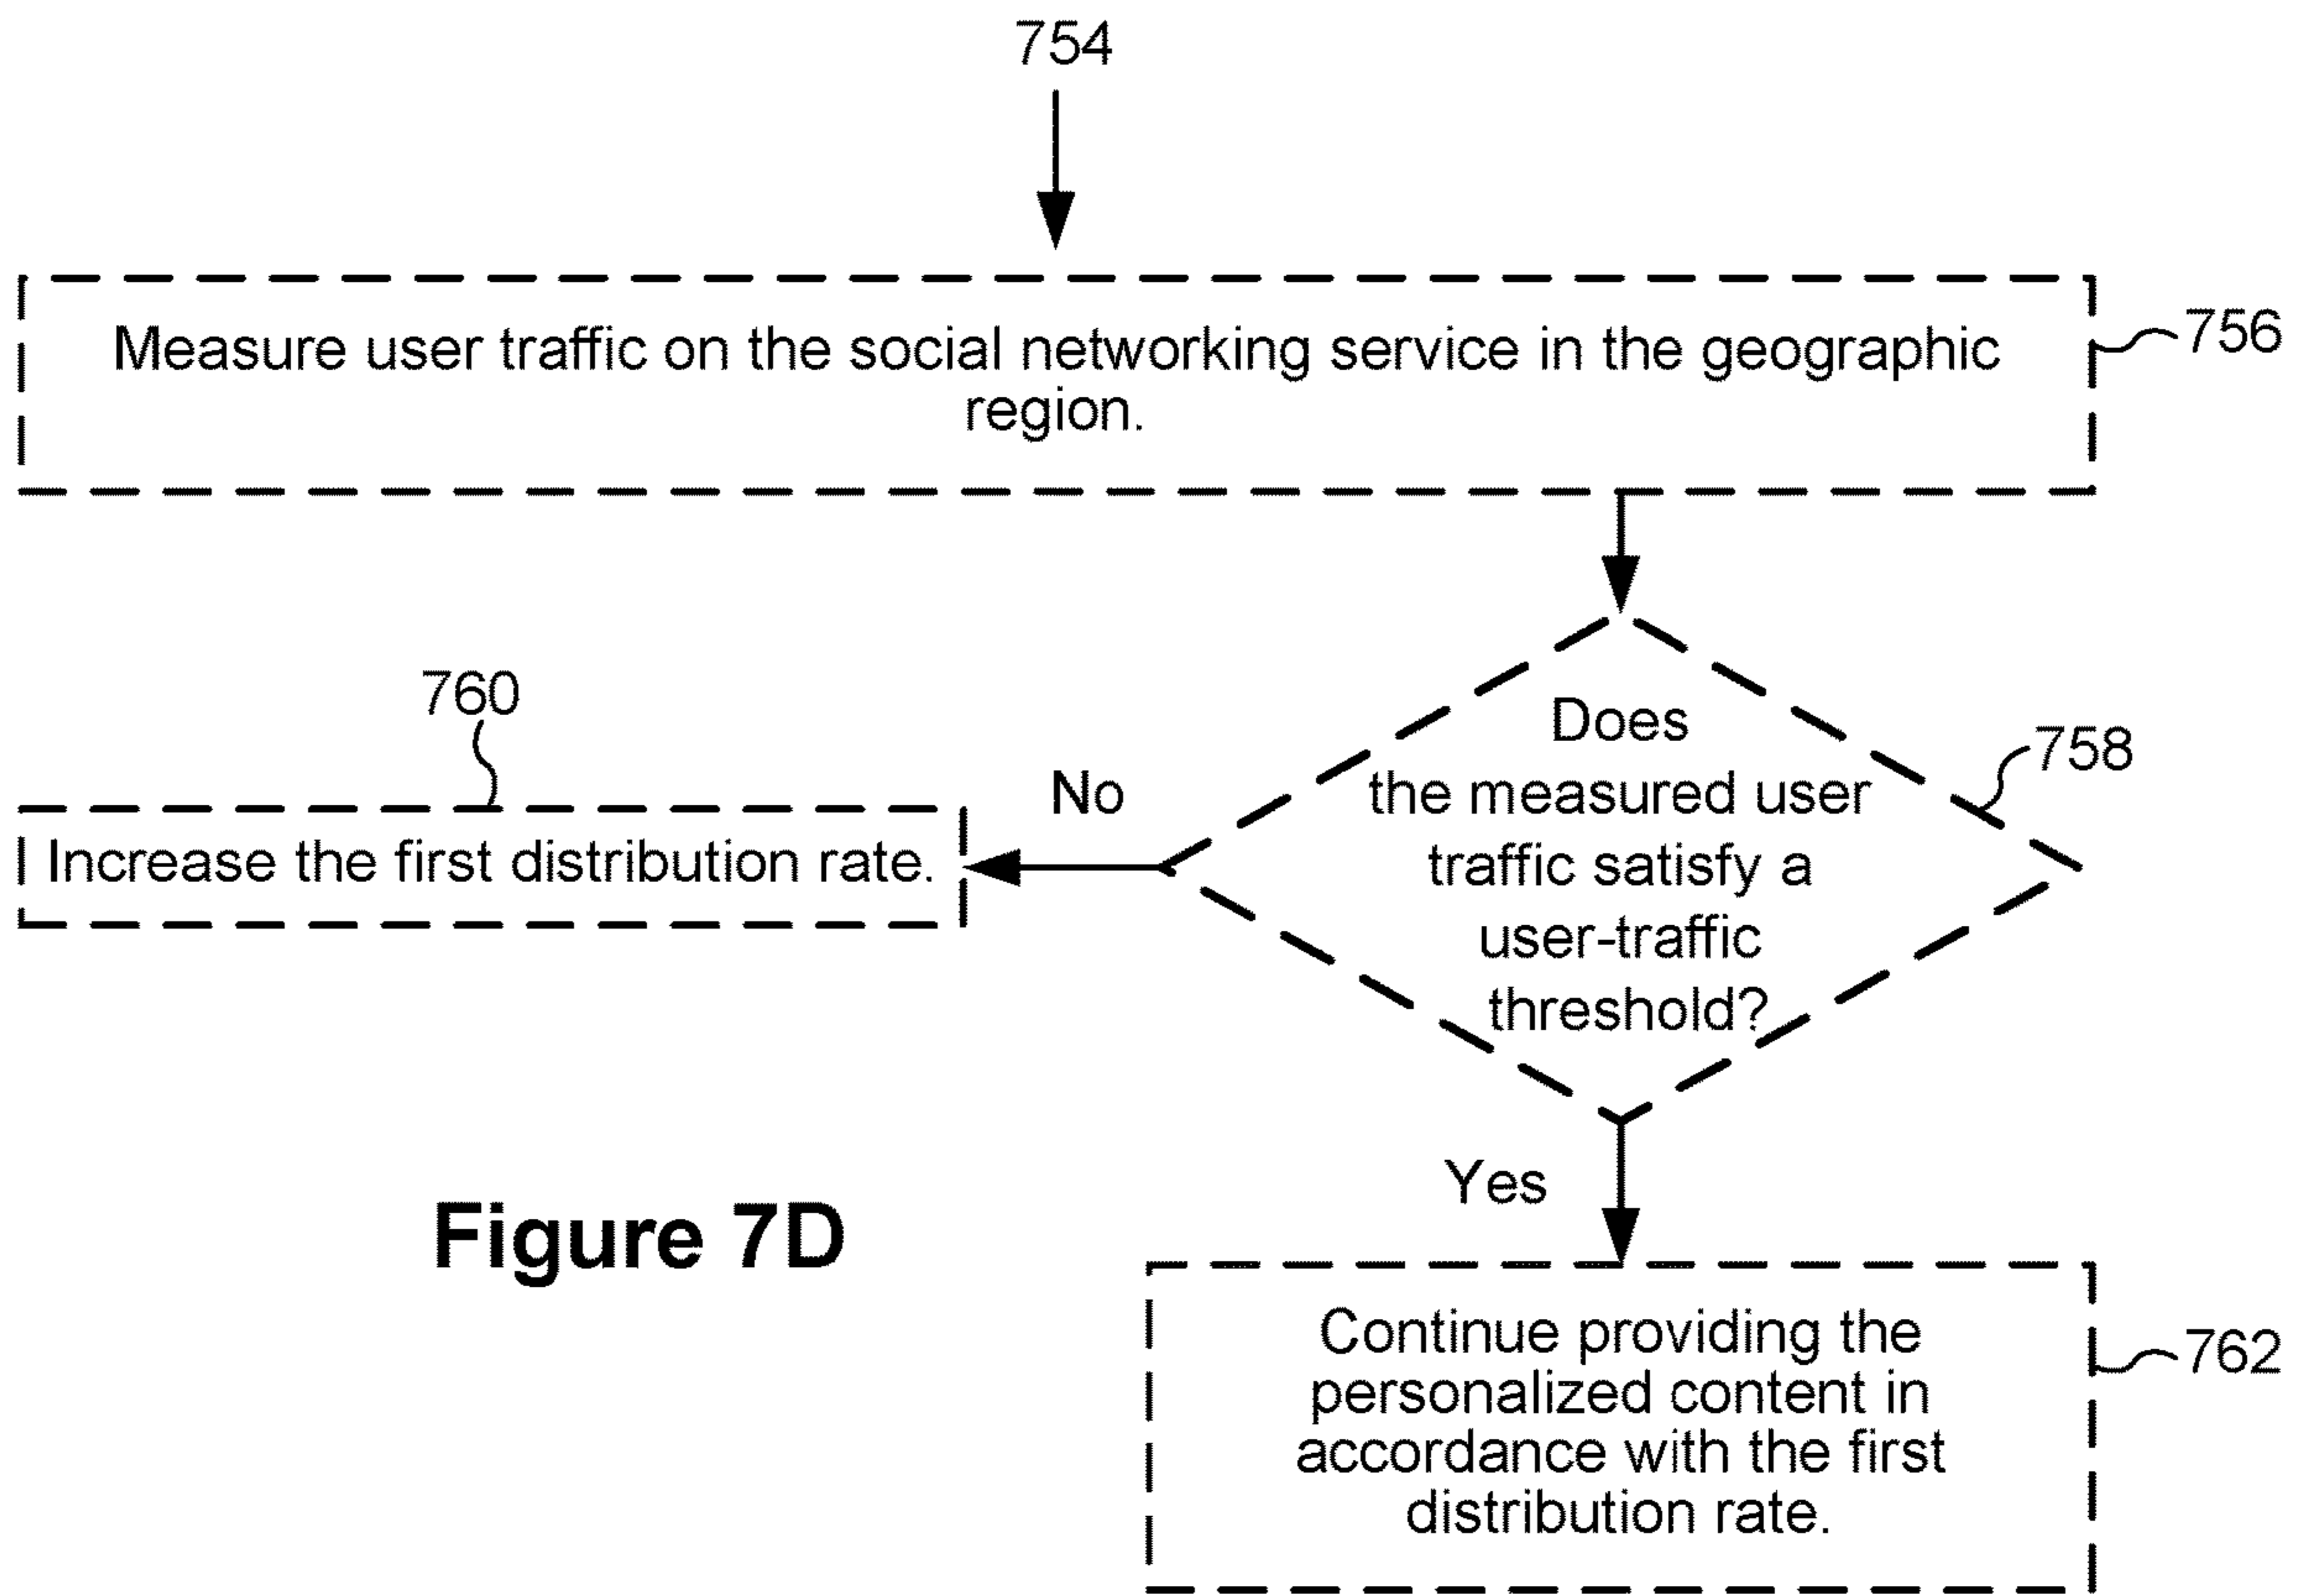 754
Measure user traffic on the social networking service in the geographic
region.
756
Does
the measured user
traffic satisfy a
user-traffic
threshold?
758
No
760
Increase the first distribution rate.
Yes
Continue providing the
personalized content in
accordance with the first
distribution rate.
762
Figure 7D